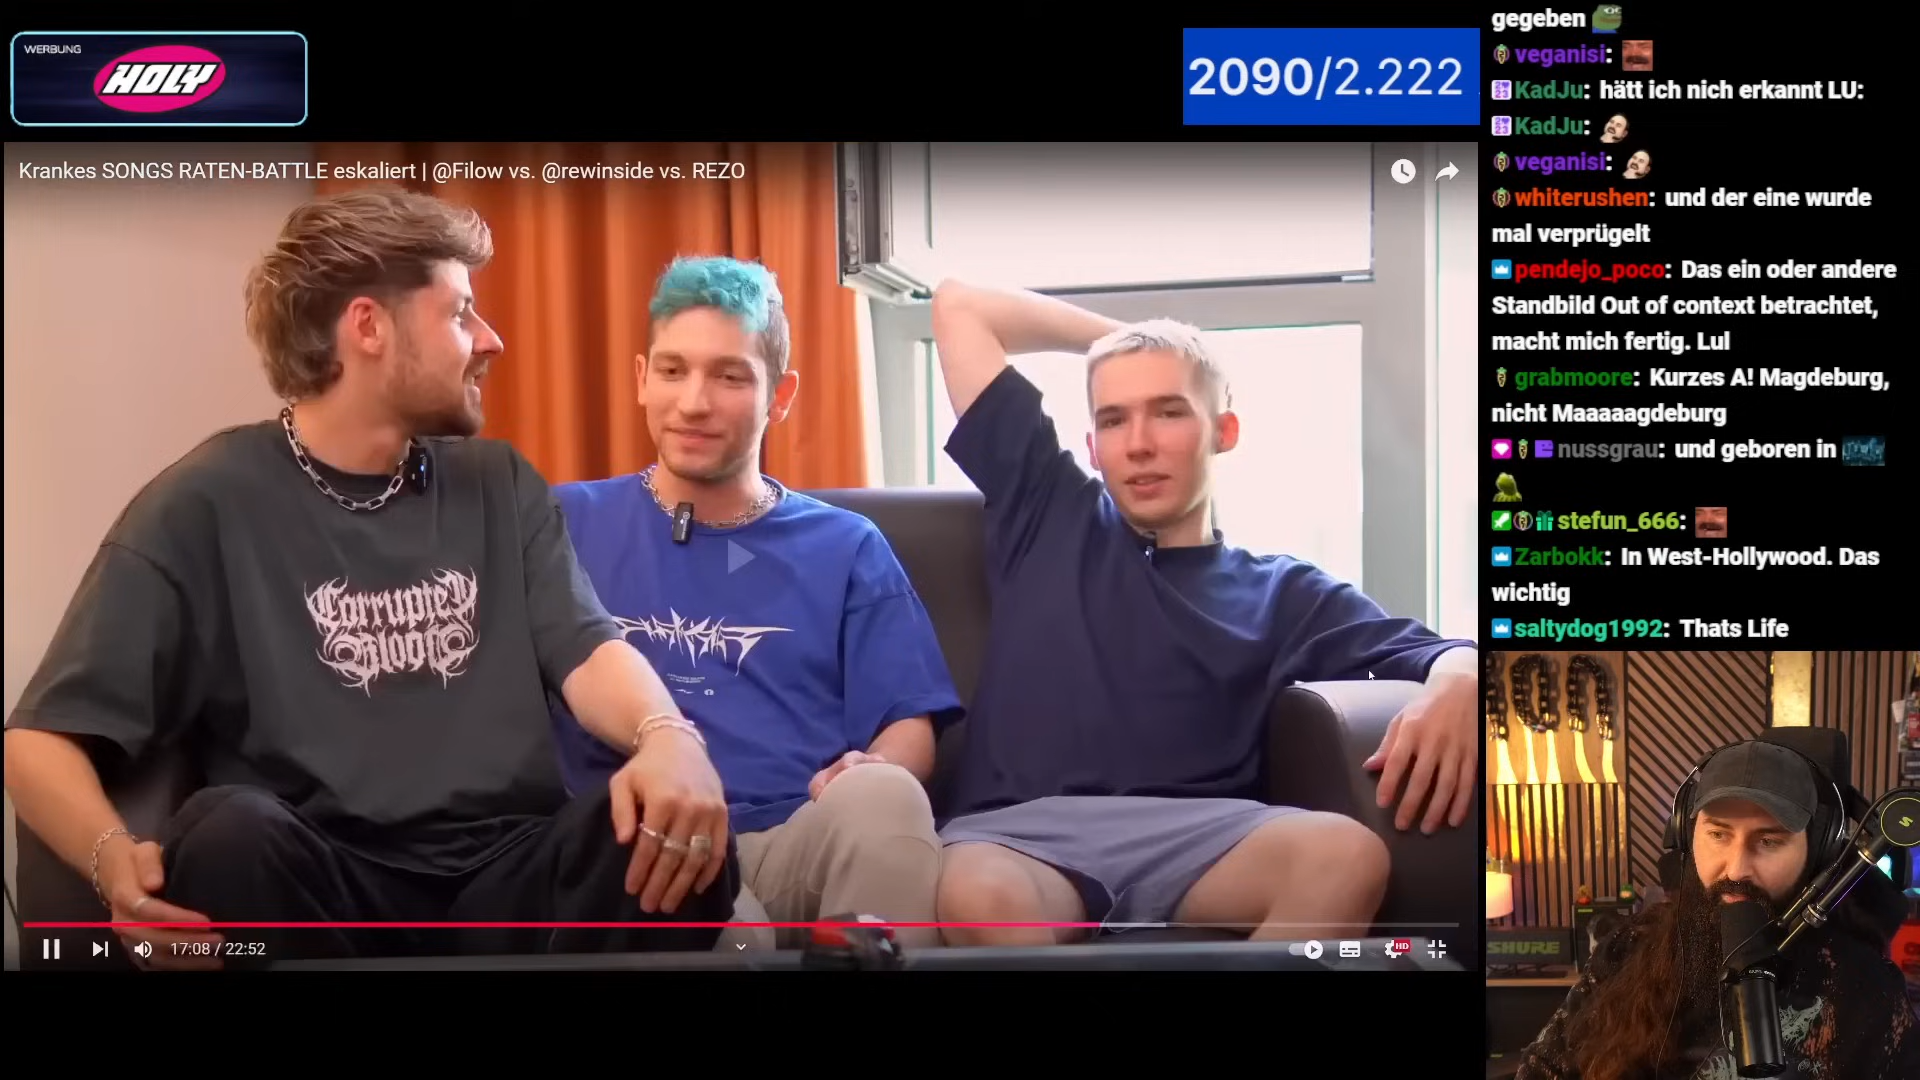 WERBUNG
HOLY
2090/2.222
Krankes SONGS RATEN-BATTLE eskaliert | @Filow vs. @rewinside vs. REZO
Corrupted
Blood
17:08 / 22:52
HD
gegeben
veganisi:
KadJu: hätt ich nich erkannt LU:
KadJu:
veganisi:
whiterushen: und der eine wurde
mal verprügelt
pendejo_poco: Das ein oder andere
Standbild Out of context betrachtet,
macht mich fertig. Lul
grabmoore: Kurzes A! Magdeburg,
nicht Maaaaagdeburg
nussgrau: und geboren in
stefun_666:
Zarbokk: In West-Hollywood. Das
wichtig
saltydog1992: Thats Life
SHURE